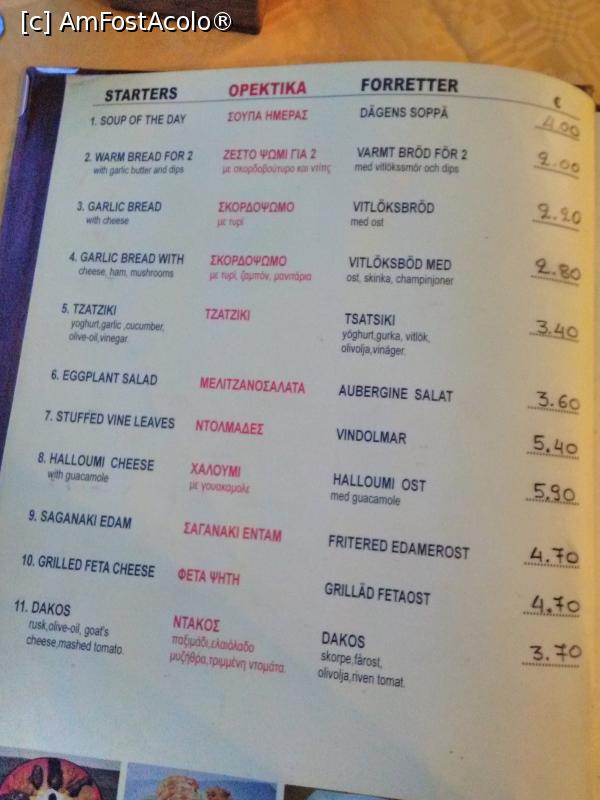 [c] AmFostAcolo®
STARTERS ΟΡΕΚΤΙΚΑ FORRETTER €
1. SOUP OF THE DAY ΣΟΥΠΑ ΗΜΕΡΑΣ DÄGENS SOPPÄ 4.00
2. WARM BREAD FOR 2 ΖΕΣΤΟ ΨΩΜΙ ΓΙΑ 2 VARMT BRÖD FÖR 2 2.00
with garlic butter and dips με σκορδοβούτυρο και ντίπς med vitlökssmör och dips
3. GARLIC BREAD ΣΚΟΡΔΟΨΩΜΟ VITLÖKSBRÖD 2.20
with cheese με τυρί med ost
4. GARLIC BREAD WITH ΣΚΟΡΔΟΨΩΜΟ VITLÖKSBÖD MED 2.80
cheese, ham, mushrooms με τυρί, ζαμπόν, μανιτάρια ost, skinka, champinjoner
5. TZATZIKI TZATZIKI TSATSIKI 3.40
yoghurt,garlic ,cucumber, yöghurt,gurka, vitlök,
olive-oil,vinegar. olivolja,vinäger.
6. EGGPLANT SALAD ΜΕΛΙΤΖΑΝΟΣΑΛΑΤΑ AUBERGINE SALAT 3.60
7. STUFFED VINE LEAVES ΝΤΟΛΜΑΔΕΣ VINDOLMAR 5.40
8. HALLOUMI CHEESE ΧΑΛΟΥΜΙ HALLOUMI OST 5.90
with guacamole με γουακαμολε med guacamole
9. SAGANAKI EDAM ΣΑΓΑΝΑΚΙ ΕΝΤΑΜ FRITERED EDAMEROST 4.70
10. GRILLED FETA CHEESE ΦΕΤΑ ΨΗΤΗ GRILLÄD FETAOST 4.70
11. DAKOS ΝΤΑΚΟΣ DAKOS 3.70
rusk,olive-oil, goat's παξιμάδι,ελαιόλαδο skorpe,fårost,
cheese,mashed tomato. μυζήθρα,τριμμένη ντομάτα. olivolja,riven tomat.